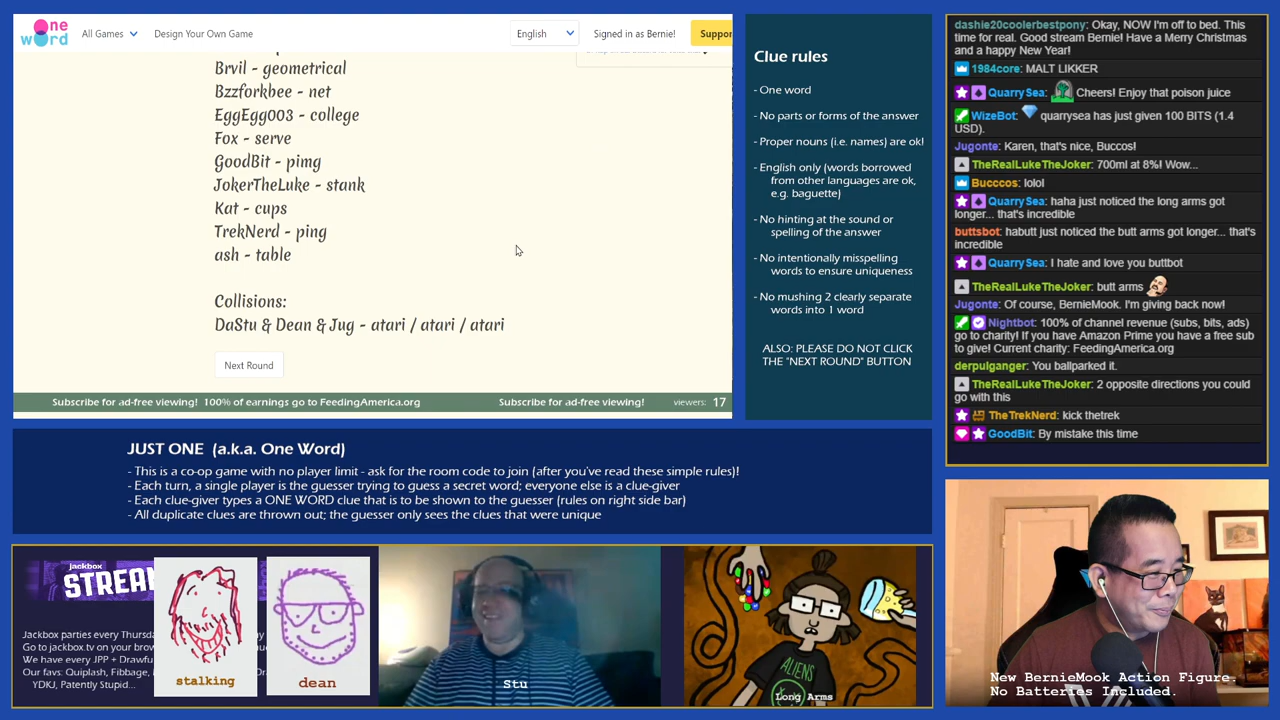 One word
All Games
Design Your Own Game
English
Signed in as Bernie!
Suppor
Brvil - geometrical
Bzzforkbee - net
EggEgg003 - college
Fox - serve
GoodBit - pimg
JokerTheLuke - stank
Kat - cups
TrekNerd - ping
ash - table
Collisions:
DaStu & Dean & Jug - atari / atari / atari
Next Round
Subscribe for ad-free viewing! 100% of earnings go to FeedingAmerica.org
Subscribe for ad-free viewing!
viewers: 17
Clue rules
- One word
- No parts or forms of the answer
- Proper nouns (i.e. names) are ok!
- English only (words borrowed
from other languages are ok,
e.g. baguette)
- No hinting at the sound or
spelling of the answer
- No intentionally misspelling
words to ensure uniqueness
- No mushing 2 clearly separate
words into 1 word
ALSO: PLEASE DO NOT CLICK
THE "NEXT ROUND" BUTTON
dashie20coolerbestpony: Okay, NOW I'm off to bed. This
time for real. Good stream Bernie! Have a Merry Christmas
and a happy New Year!
1984core: MALT LIKKER
QuarrySea: Cheers! Enjoy that poison juice
WizeBot: quarrysea has just given 100 BITS (1.4
USD).
Jugonte: Karen, that's nice, Buccos!
TheRealLukeTheJoker: 700ml at 8%! Wow...
Bucccos: lolol
QuarrySea: haha just noticed the long arms got
longer... that's incredible
buttsbot: habutt just noticed the butt arms got longer... that's
incredible
QuarrySea: I hate and love you buttbot
TheRealLukeTheJoker: butt arms
Jugonte: Of course, BernieMook. I'm giving back now!
Nightbot: 100% of channel revenue (subs, bits, ads)
go to charity! If you have Amazon Prime you have a free sub
to give! Current charity: FeedingAmerica.org
derpulganger: You ballparked it.
TheRealLukeTheJoker: 2 opposite directions you could
go with this
TheTrekNerd: kick thetrek
GoodBit: By mistake this time
JUST ONE (a.k.a. One Word)
- This is a co-op game with no player limit - ask for the room code to join (after you've read these simple rules)!
- Each turn, a single player is the guesser trying to guess a secret word; everyone else is a clue-giver
- Each clue-giver types a ONE WORD clue that is to be shown to the guesser (rules on right side bar)
- All duplicate clues are thrown out; the guesser only sees the clues that were unique
jackbox
STREA
Jackbox parties every Thursda
Go to jackbox.tv on your brow
We have every JPP + Drawfu
Our favs: Quiplash, Fibbage,
YDKJ, Patently Stupid...
stalking
dean
Stu
ALIENS
Long Arms
New BernieMook Action Figure
No Batteries Included.